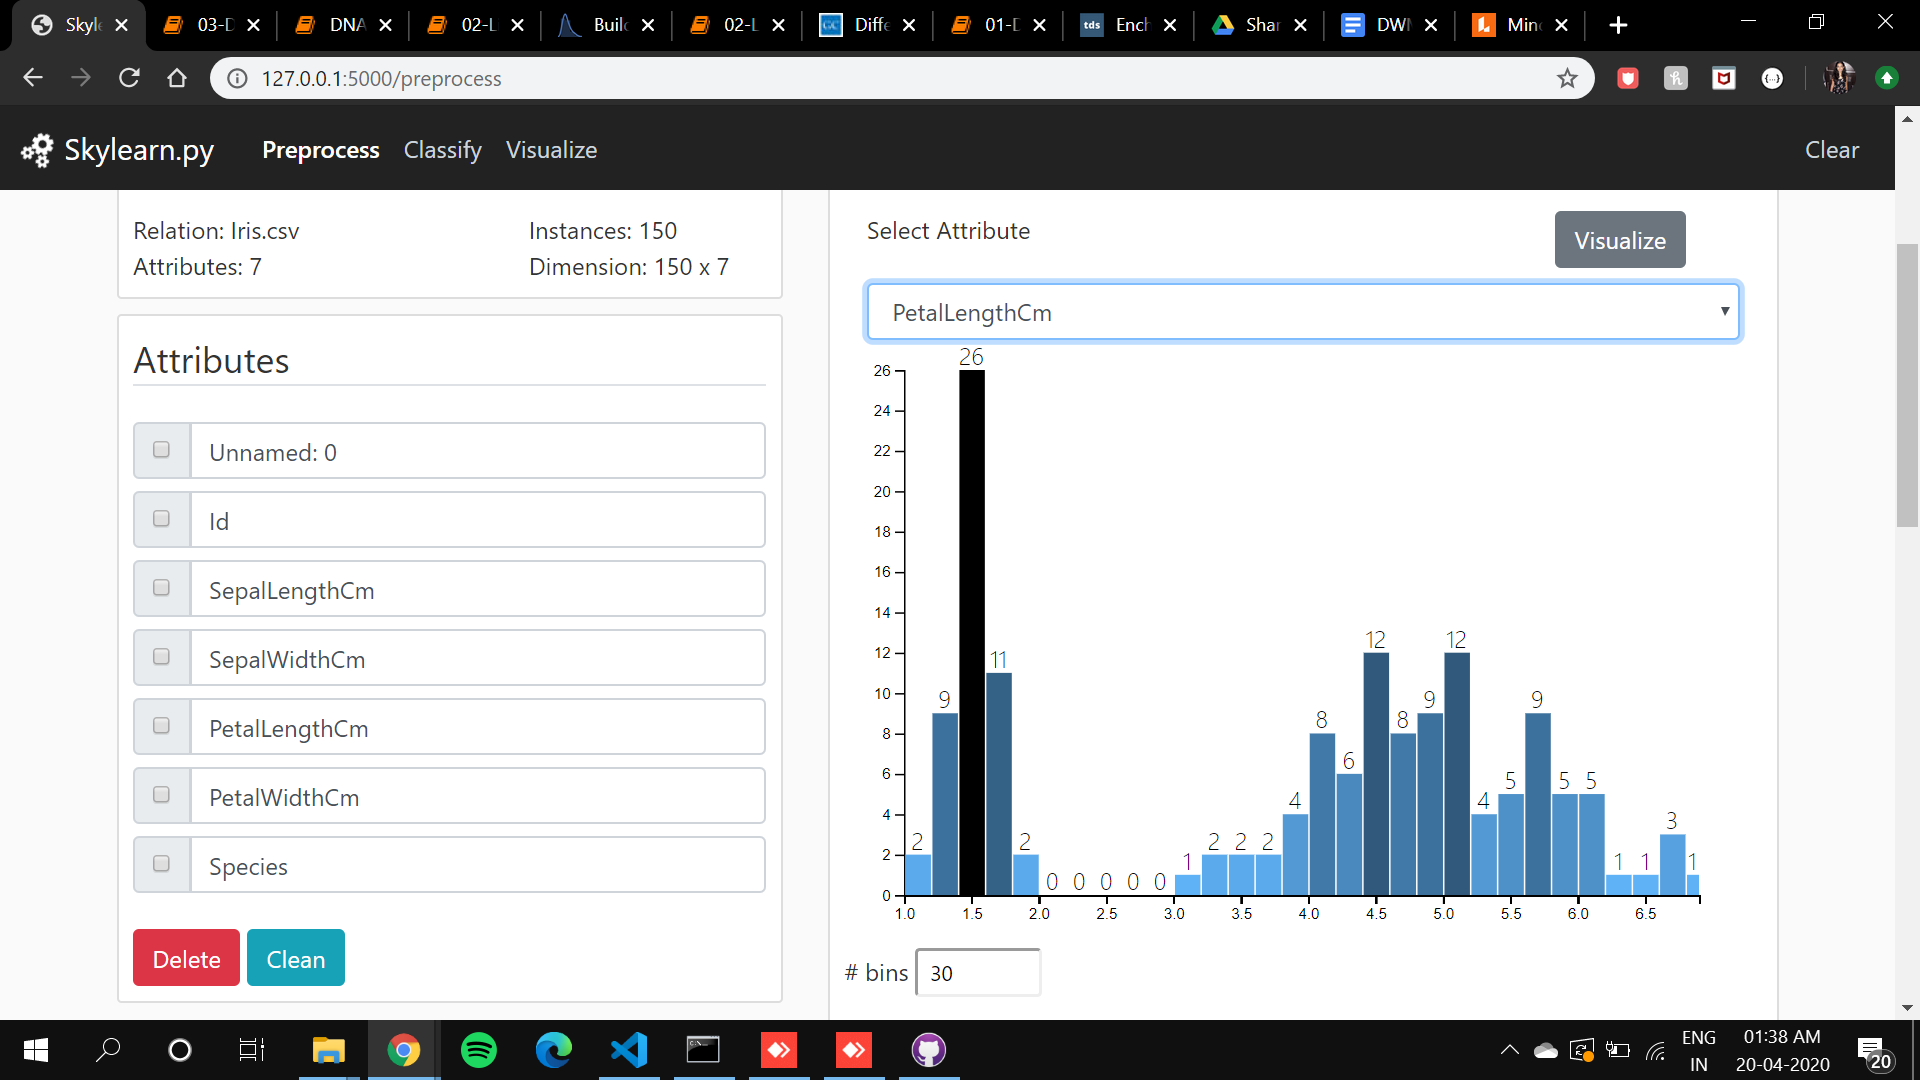 Skyl 03-D DNA 02-L Buil 02-L Diffe 01-D Ench Shar DWM Min
127.0.0.1:5000/preprocess
Skylearn.py Preprocess Classify Visualize Clear
Relation: Iris.csv Instances: 150
Attributes: 7 Dimension: 150 x 7
Attributes
Unnamed: 0
Id
SepalLengthCm
SepalWidthCm
PetalLengthCm
PetalWidthCm
Species
Delete Clean
Select Attribute Visualize
PetalLengthCm
26
24
22
20
18
16
14
12
10
8
6
4
2
0
2 9 26 11 2 0 0 0 0 0 1 2 2 2 4 8 6 12 8 9 12 4 5 9 5 5 1 1 3 1
1.0 1.5 2.0 2.5 3.0 3.5 4.0 4.5 5.0 5.5 6.0 6.5
# bins 30
ENG 01:38 AM
IN 20-04-2020 20